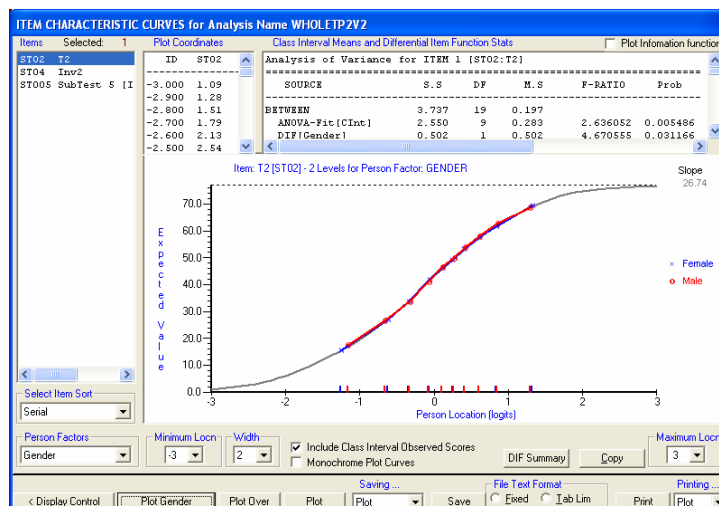 ITEM CHARACTERISTIC CURVES for Analysis Name WHOLETP2V2
Items Selected: 1
Plot Coordinates
Class Interval Means and Differential Item Function Stats
Plot Infomation function
ST02 T2
ST04 Inv2
ST005 SubTest 5 [I
ID ST02
-3.000 1.09
-2.900 1.28
-2.800 1.51
-2.700 1.79
-2.600 2.13
-2.500 2.54
Analysis of Variance for ITEM 1 [ST02:T2]
SOURCE S.S DF M.S F-RATIO Prob
BETWEEN 3.737 19 0.197
ANOVA-Fit[CInt] 2.550 9 0.283 2.636052 0.005486
DIF[Gender] 0.502 1 0.502 4.670555 0.031166
Item: T2 [ST02] - 2 Levels for Person Factor: GENDER
Slope
26.74
Expected Value
70.0
60.0
50.0
40.0
30.0
20.0
10.0
0.0
-3 -2 -1 0 1 2 3
Person Location (logits)
Female
Male
Select Item Sort
Serial
Person Factors
Gender
Minimum Locn
-3
Width
2
Include Class Interval Observed Scores
Monochrome Plot Curves
DIF Summary
Copy
Maximum Locn
3
< Display Control
Plot Gender
Plot Over
Plot
Saving ...
Plot
Save
File Text Format
Fixed
Tab Lim
Print
Printing ...
Plot